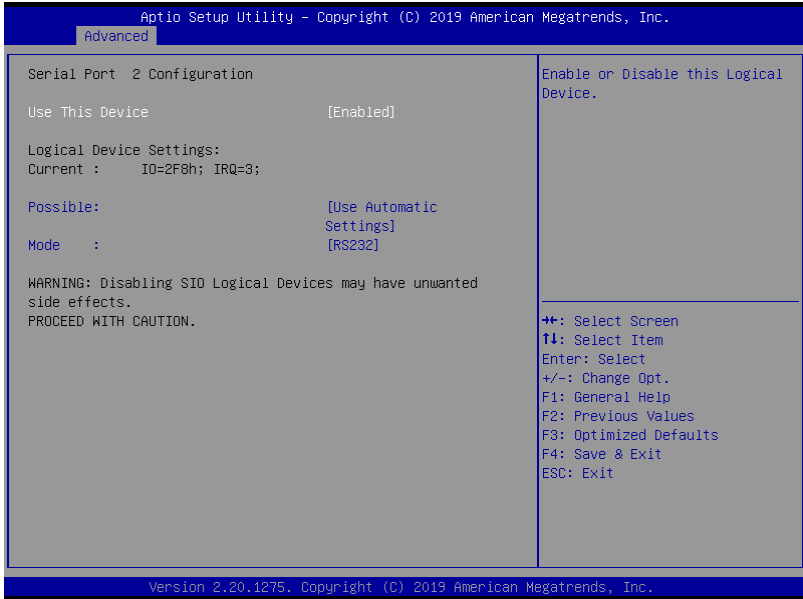 Aptio Setup Utility – Copyright (C) 2019 American Megatrends, Inc.
Advanced
Serial Port  2 Configuration
Use This Device [Enabled]
Logical Device Settings:
Current :     IO=2F8h; IRQ=3;
Possible: [Use Automatic
Settings]
Mode    : [RS232]
WARNING: Disabling SIO Logical Devices may have unwanted
side effects.
PROCEED WITH CAUTION.
Enable or Disable this Logical
Device.
→←: Select Screen
↑↓: Select Item
Enter: Select
+/-: Change Opt.
F1: General Help
F2: Previous Values
F3: Optimized Defaults
F4: Save & Exit
ESC: Exit
Version 2.20.1275. Copyright (C) 2019 American Megatrends, Inc.